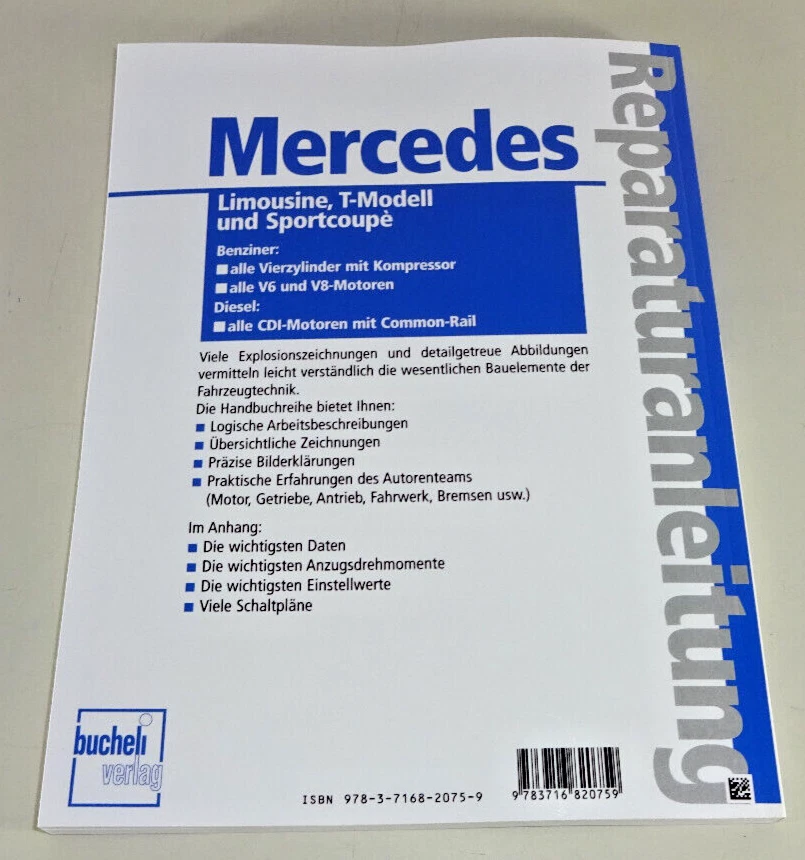 Mercedes
Limousine, T-Modell
und Sportcoupè
Benziner:
alle Vierzylinder mit Kompressor
alle V6 und V8-Motoren
Diesel:
alle CDI-Motoren mit Common-Rail
Viele Explosionszeichnungen und detailgetreue Abbildungen
vermitteln leicht verständlich die wesentlichen Bauelemente der
Fahrzeugtechnik.
Die Handbuchreihe bietet Ihnen:
Logische Arbeitsbeschreibungen
Übersichtliche Zeichnungen
Präzise Bilderklärungen
Praktische Erfahrungen des Autorenteams
(Motor, Getriebe, Antrieb, Fahrwerk, Bremsen usw.)
Im Anhang:
Die wichtigsten Daten
Die wichtigsten Anzugsdrehmomente
Die wichtigsten Einstellwerte
Viele Schaltpläne
Reparaturanleitung
bucheli
verlag
ISBN 978-3-7168-2075-9
9 783716 820759